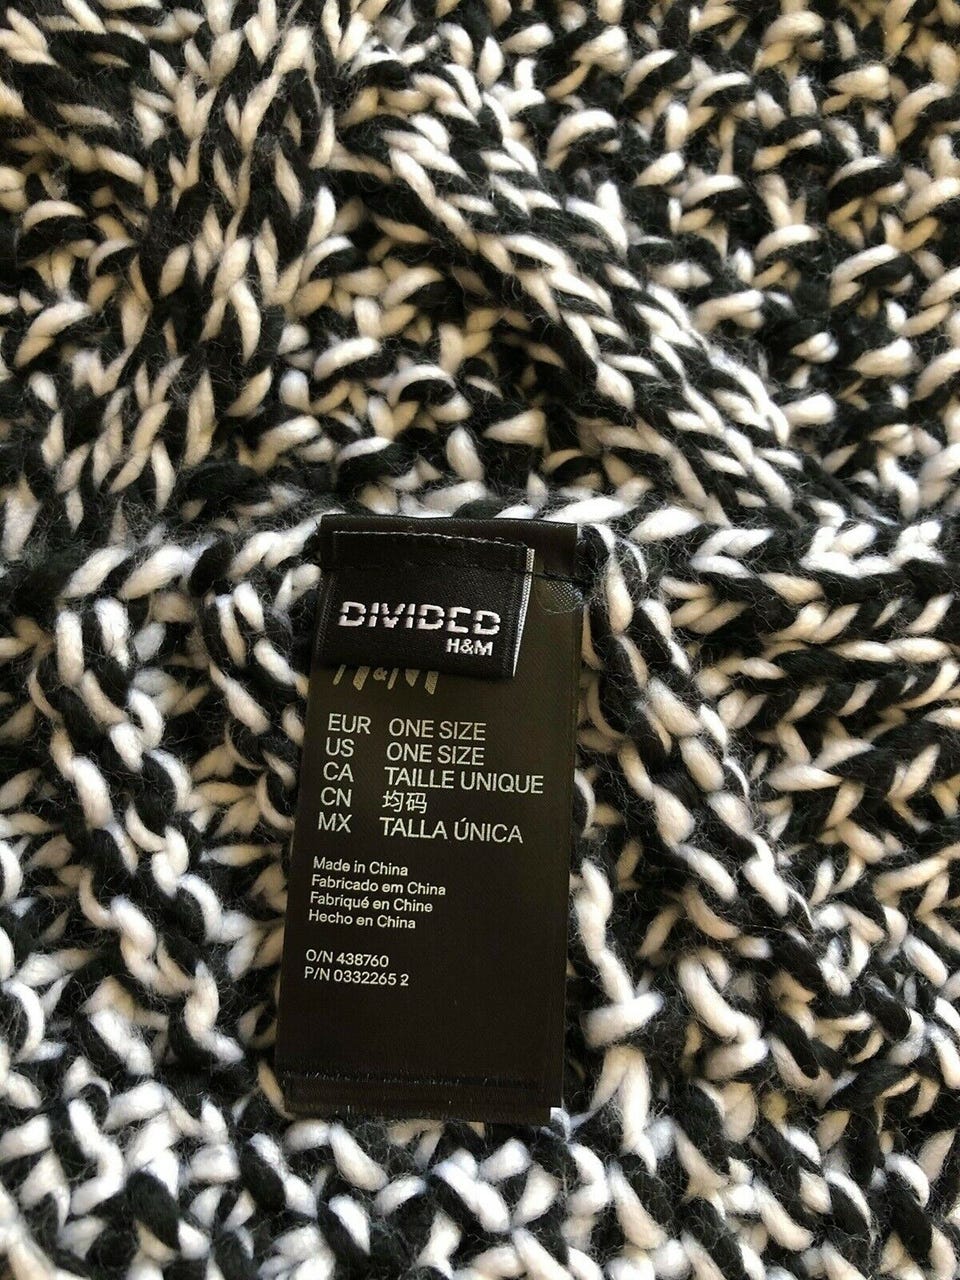 DIVIDED
H&M
H&M
EUR ONE SIZE
US ONE SIZE
CA TAILLE UNIQUE
CN 均码
MX TALLA ÚNICA
Made in China
Fabricado em China
Fabriqué en Chine
Hecho en China
O/N 438760
P/N 0332265 2